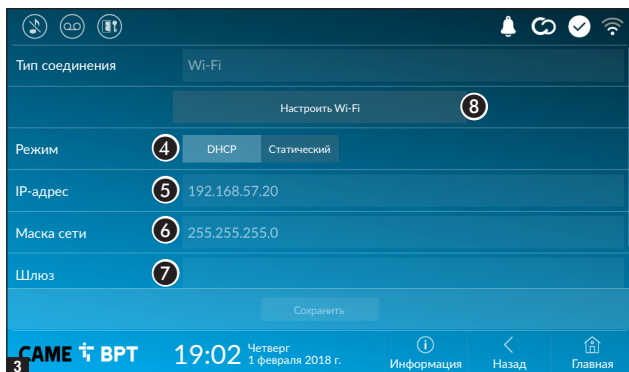 Тип соединения Wi-Fi
Настроить Wi-Fi 8
Режим 4 DHCP Статический
IP-адрес 5 192.168.57.20
Маска сети 6 255.255.255.0
Шлюз 7
Сохранить
3 CAME BPT 19:02 Четверг
1 февраля 2018 г.
Информация Назад Главная